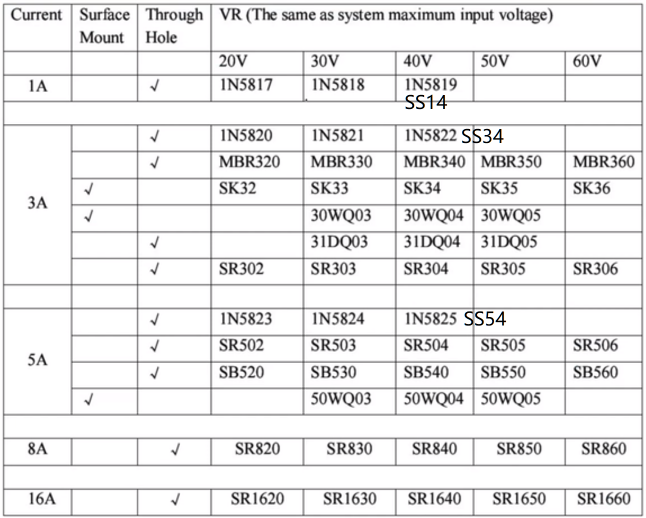 Current Surface Mount Through Hole VR (The same as system maximum input voltage)
20V 30V 40V 50V 60V
1A √ 1N5817 1N5818 1N5819
SS14
3A
√ 1N5820 1N5821 1N5822 SS34
√ MBR320 MBR330 MBR340 MBR350 MBR360
√ SK32 SK33 SK34 SK35 SK36
√ 30WQ03 30WQ04 30WQ05
√ 31DQ03 31DQ04 31DQ05
√ SR302 SR303 SR304 SR305 SR306
5A
√ 1N5823 1N5824 1N5825 SS54
√ SR502 SR503 SR504 SR505 SR506
√ SB520 SB530 SB540 SB550 SB560
√ 50WQ03 50WQ04 50WQ05
8A √ SR820 SR830 SR840 SR850 SR860
16A √ SR1620 SR1630 SR1640 SR1650 SR1660